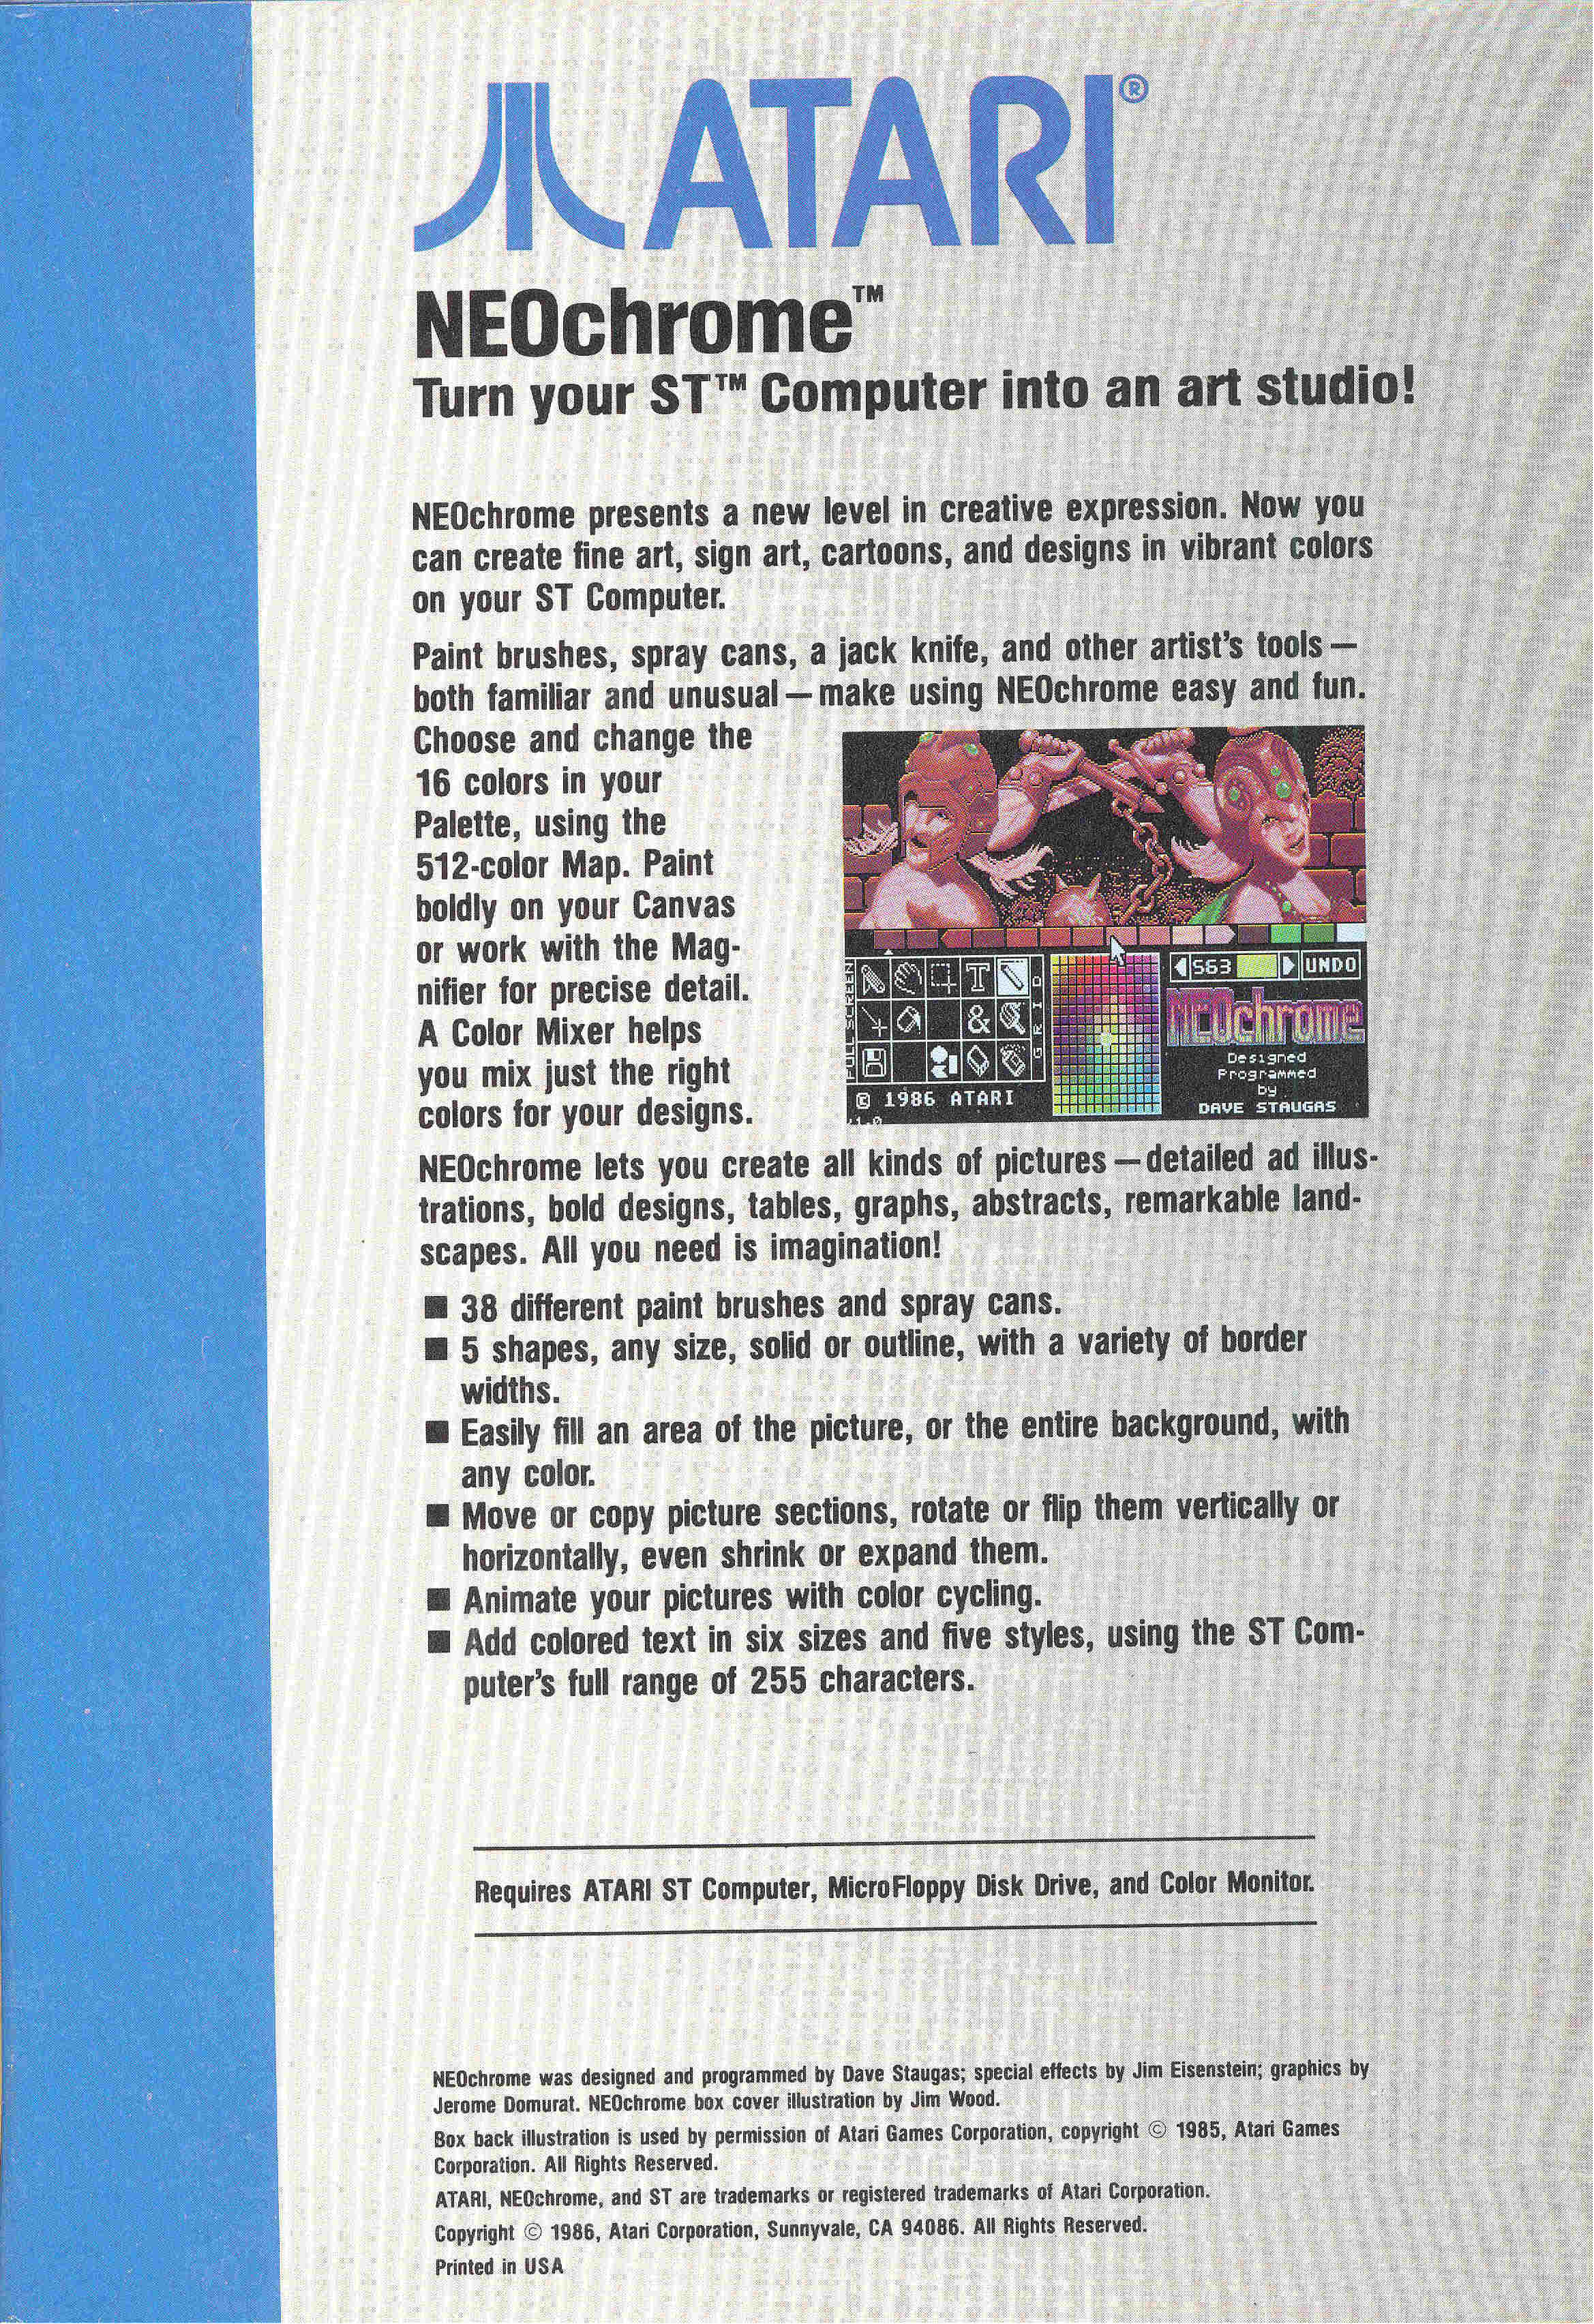 ATARI®
NEOchrome™
Turn your ST™ Computer into an art studio!
NEOchrome presents a new level in creative expression. Now you
can create fine art, sign art, cartoons, and designs in vibrant colors
on your ST Computer.
Paint brushes, spray cans, a jack knife, and other artist's tools—
both familiar and unusual—make using NEOchrome easy and fun.
Choose and change the
16 colors in your
Palette, using the
512-color Map. Paint
boldly on your Canvas
or work with the Mag-
nifier for precise detail.
A Color Mixer helps
you mix just the right
colors for your designs.
FULL SCREEN
T
&
GRID
563
UNDO
NEOchrome
Designed
Programmed
by
DAVE STAUGAS
© 1986 ATARI
NEOchrome lets you create all kinds of pictures—detailed ad illus-
trations, bold designs, tables, graphs, abstracts, remarkable land-
scapes. All you need is imagination!
■ 38 different paint brushes and spray cans.
■ 5 shapes, any size, solid or outline, with a variety of border
widths.
■ Easily fill an area of the picture, or the entire background, with
any color.
■ Move or copy picture sections, rotate or flip them vertically or
horizontally, even shrink or expand them.
■ Animate your pictures with color cycling.
■ Add colored text in six sizes and five styles, using the ST Com-
puter's full range of 255 characters.
Requires ATARI ST Computer, MicroFloppy Disk Drive, and Color Monitor.
NEOchrome was designed and programmed by Dave Staugas; special effects by Jim Eisenstein; graphics by
Jerome Domurat. NEOchrome box cover illustration by Jim Wood.
Box back illustration is used by permission of Atari Games Corporation, copyright © 1985, Atari Games
Corporation. All Rights Reserved.
ATARI, NEOchrome, and ST are trademarks or registered trademarks of Atari Corporation.
Copyright © 1986, Atari Corporation, Sunnyvale, CA 94086. All Rights Reserved.
Printed in USA